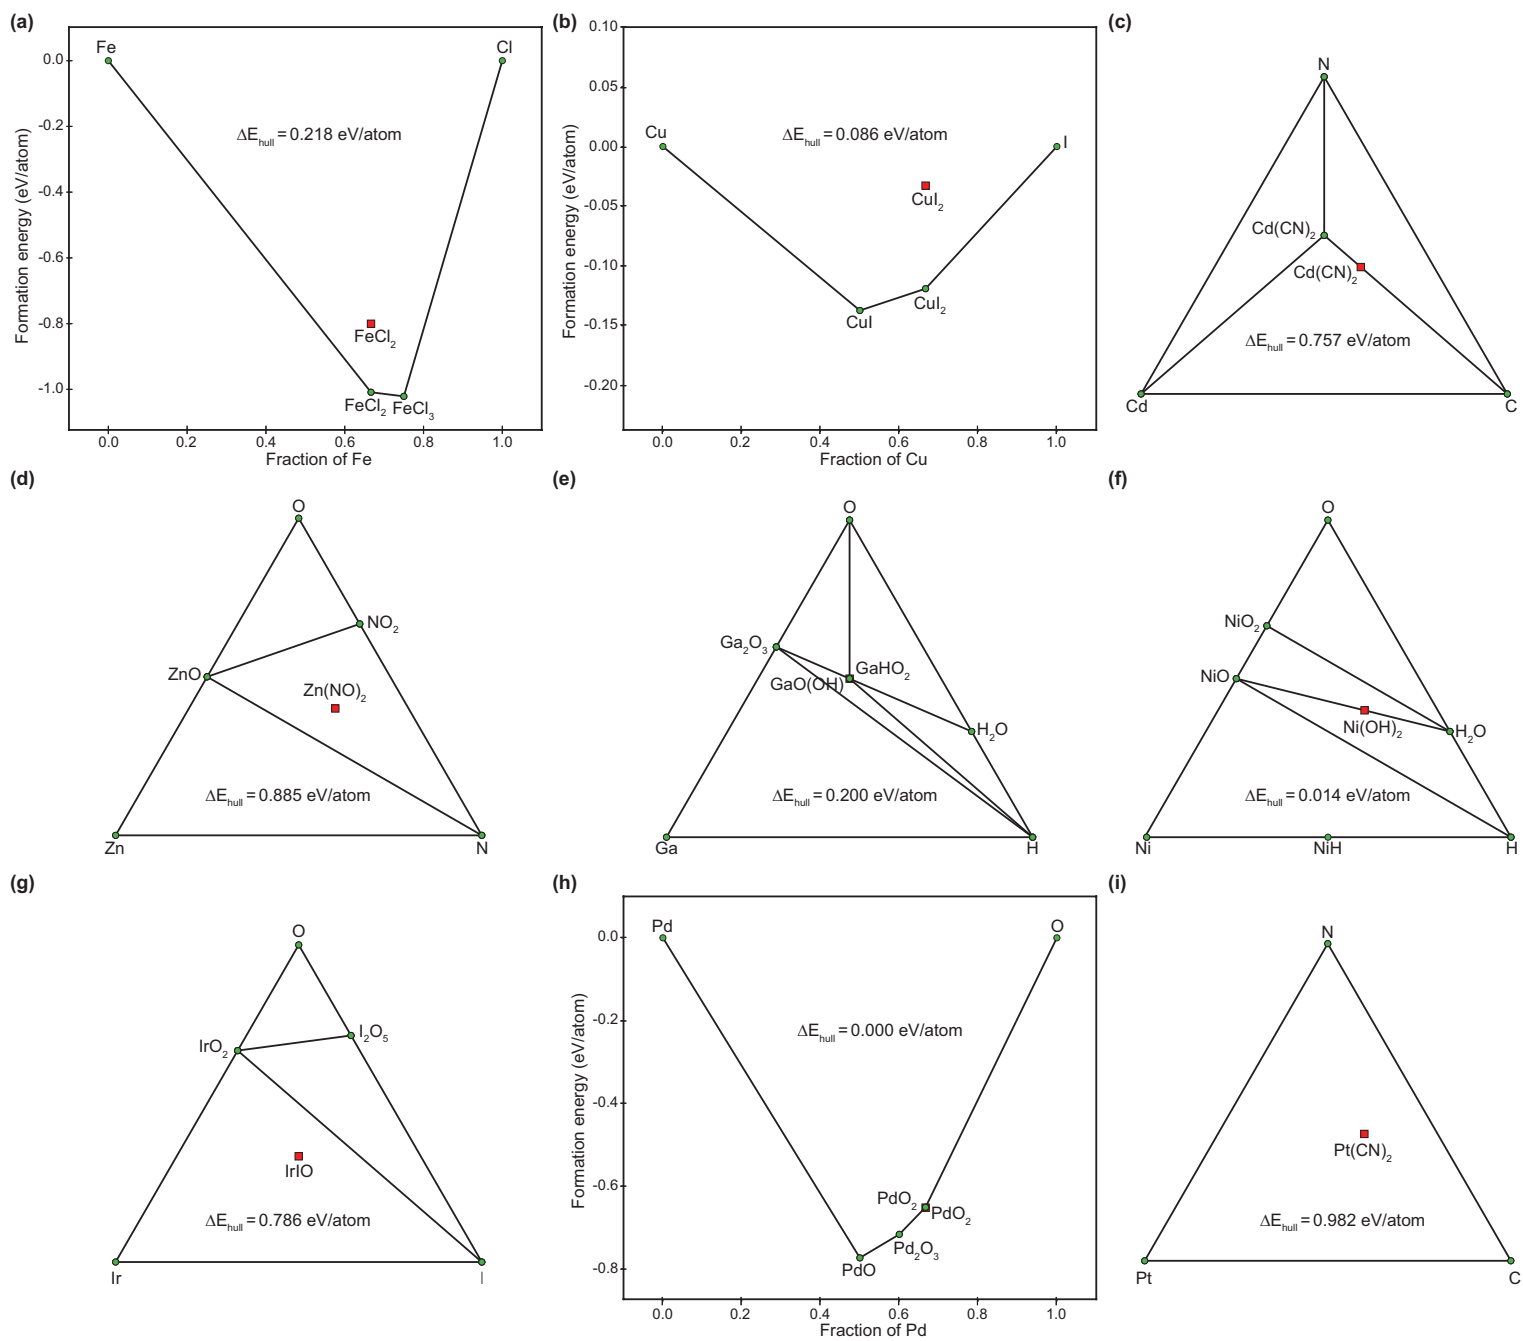 (a)
Fe
Cl
ΔE_hull = 0.218 eV/atom
FeCl₂
FeCl₂
FeCl₃
Formation energy (eV/atom)
0.0
-0.2
-0.4
-0.6
-0.8
-1.0
0.0 0.2 0.4 0.6 0.8 1.0
Fraction of Fe
(b)
Cu
I
ΔE_hull = 0.086 eV/atom
CuI₂
CuI
CuI₂
Formation energy (eV/atom)
0.10
0.05
0.00
-0.05
-0.10
-0.15
-0.20
0.0 0.2 0.4 0.6 0.8 1.0
Fraction of Cu
(c)
N
Cd(CN)₂
Cd(CN)₂
ΔE_hull = 0.757 eV/atom
Cd
C
(d)
O
NO₂
ZnO
Zn(NO)₂
ΔE_hull = 0.885 eV/atom
Zn
N
(e)
O
Ga₂O₃
GaHO₂
GaO(OH)
H₂O
ΔE_hull = 0.200 eV/atom
Ga
H
(f)
O
NiO₂
NiO
Ni(OH)₂
H₂O
ΔE_hull = 0.014 eV/atom
Ni
NiH
H
(g)
O
I₂O₅
IrO₂
IrIO
ΔE_hull = 0.786 eV/atom
Ir
I
(h)
Pd
O
ΔE_hull = 0.000 eV/atom
PdO₂
PdO₂
Pd₂O₃
PdO
Formation energy (eV/atom)
0.0
-0.2
-0.4
-0.6
-0.8
0.0 0.2 0.4 0.6 0.8 1.0
Fraction of Pd
(i)
N
Pt(CN)₂
ΔE_hull = 0.982 eV/atom
Pt
C